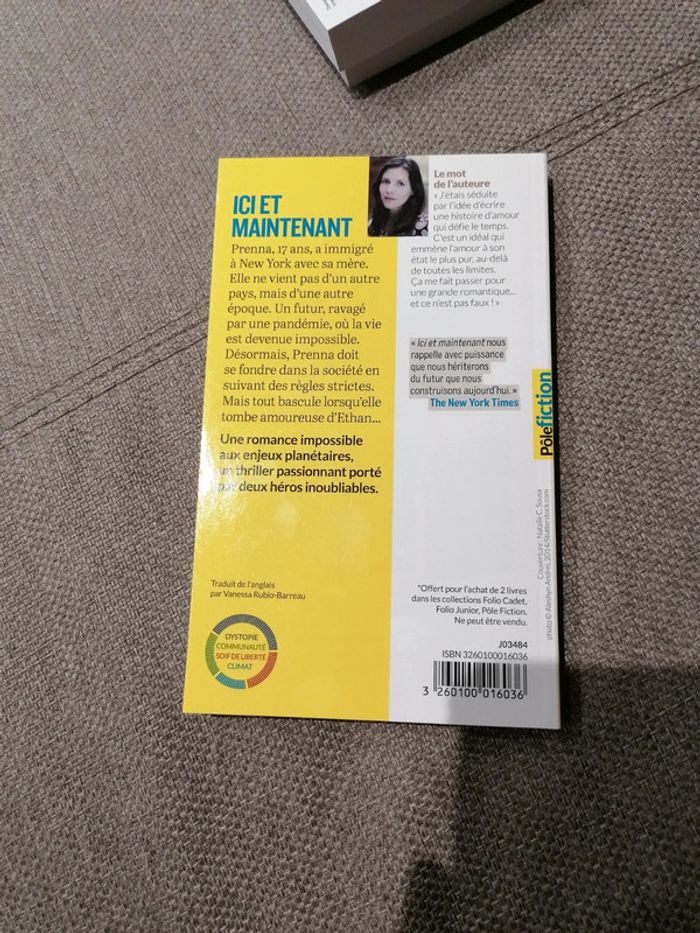 ICI ET
MAINTENANT
Prenna, 17 ans, a immigré
à New York avec sa mère.
Elle ne vient pas d'un autre
pays, mais d'une autre
époque. Un futur, ravagé
par une pandémie, où la vie
est devenue impossible.
Désormais, Prenna doit
se fondre dans la société en
suivant des règles strictes.
Mais tout bascule lorsqu'elle
tombe amoureuse d'Ethan...
Une romance impossible
aux enjeux planétaires,
un thriller passionnant porté
par deux héros inoubliables.
Traduit de l'anglais
par Vanessa Rubio-Barreau
DYSTOPIE
COMMUNAUTÉ
SOIF DE LIBERTÉ
CLIMAT
Le mot
de l'auteure
« J'étais séduite
par l'idée d'écrire
une histoire d'amour
qui défie le temps.
C'est un idéal qui
emmène l'amour à son
état le plus pur, au-delà
de toutes les limites.
Ça me fait passer pour
une grande romantique...
et ce n'est pas faux ! »
« Ici et maintenant nous
rappelle avec puissance
que nous hériterons
du futur que nous
construisons aujourd'hui. »
The New York Times
Pôle fiction
Couverture : Natalie C. Sousa
photo © Aleshyn Andrei, 2014/Shutterstock.com
*Offert pour l'achat de 2 livres
dans les collections Folio Cadet,
Folio Junior, Pôle Fiction.
Ne peut être vendu.
J03484
ISBN 3260100016036
3 260100 016036